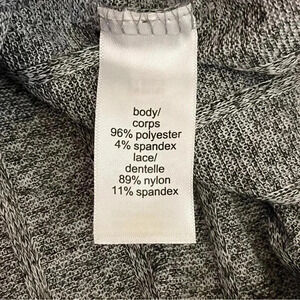 body/
corps
96% polyester
4% spandex
lace/
dentelle
89% nylon
11% spandex